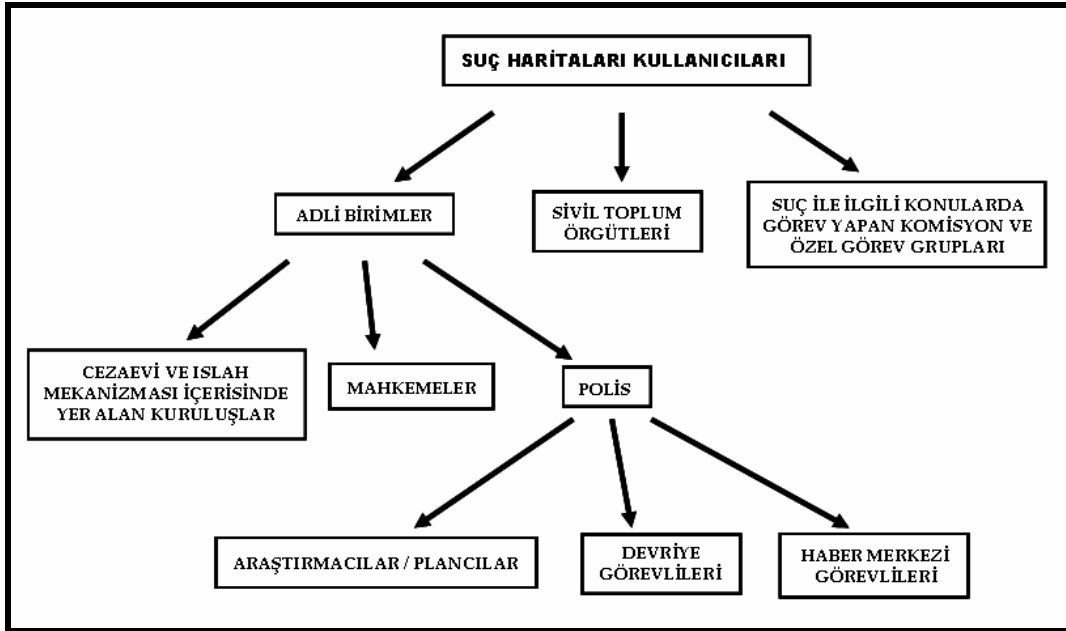 SUÇ HARİTALARI KULLANICILARI
ADLİ BİRİMLER
SİVİL TOPLUM
ÖRGÜTLERİ
SUÇ İLE İLGİLİ KONULARDA
GÖREV YAPAN KOMİSYON VE
ÖZEL GÖREV GRUPLARI
CEZAEVİ VE ISLAH
MEKANİZMASI İÇERİSİNDE
YER ALAN KURULUŞLAR
MAHKEMELER
POLİS
ARAŞTIRMACILAR / PLANCILAR
DEVRİYE
GÖREVLİLERİ
HABER MERKEZİ
GÖREVLİLERİ